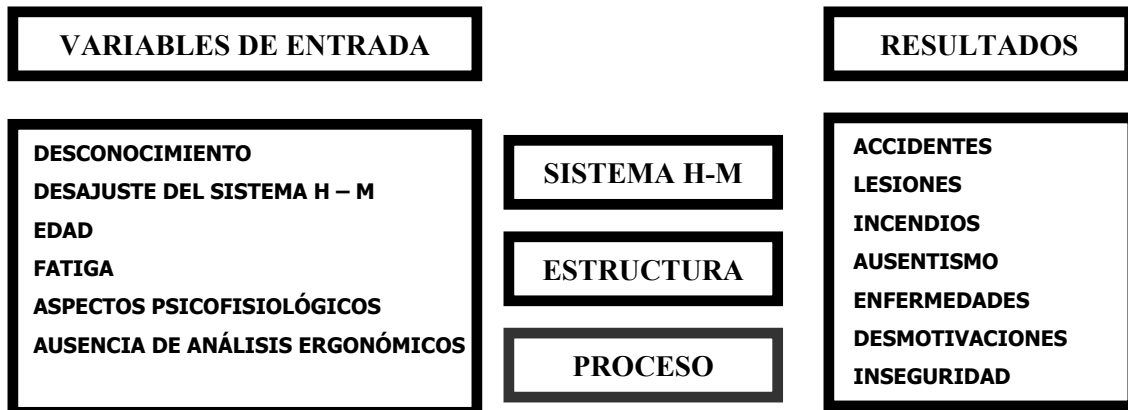 VARIABLES DE ENTRADA
DESCONOCIMIENTO
DESAJUSTE DEL SISTEMA H – M
EDAD
FATIGA
ASPECTOS PSICOFISIOLÓGICOS
AUSENCIA DE ANÁLISIS ERGONÓMICOS
SISTEMA H-M
ESTRUCTURA
PROCESO
RESULTADOS
ACCIDENTES
LESIONES
INCENDIOS
AUSENTISMO
ENFERMEDADES
DESMOTIVACIONES
INSEGURIDAD